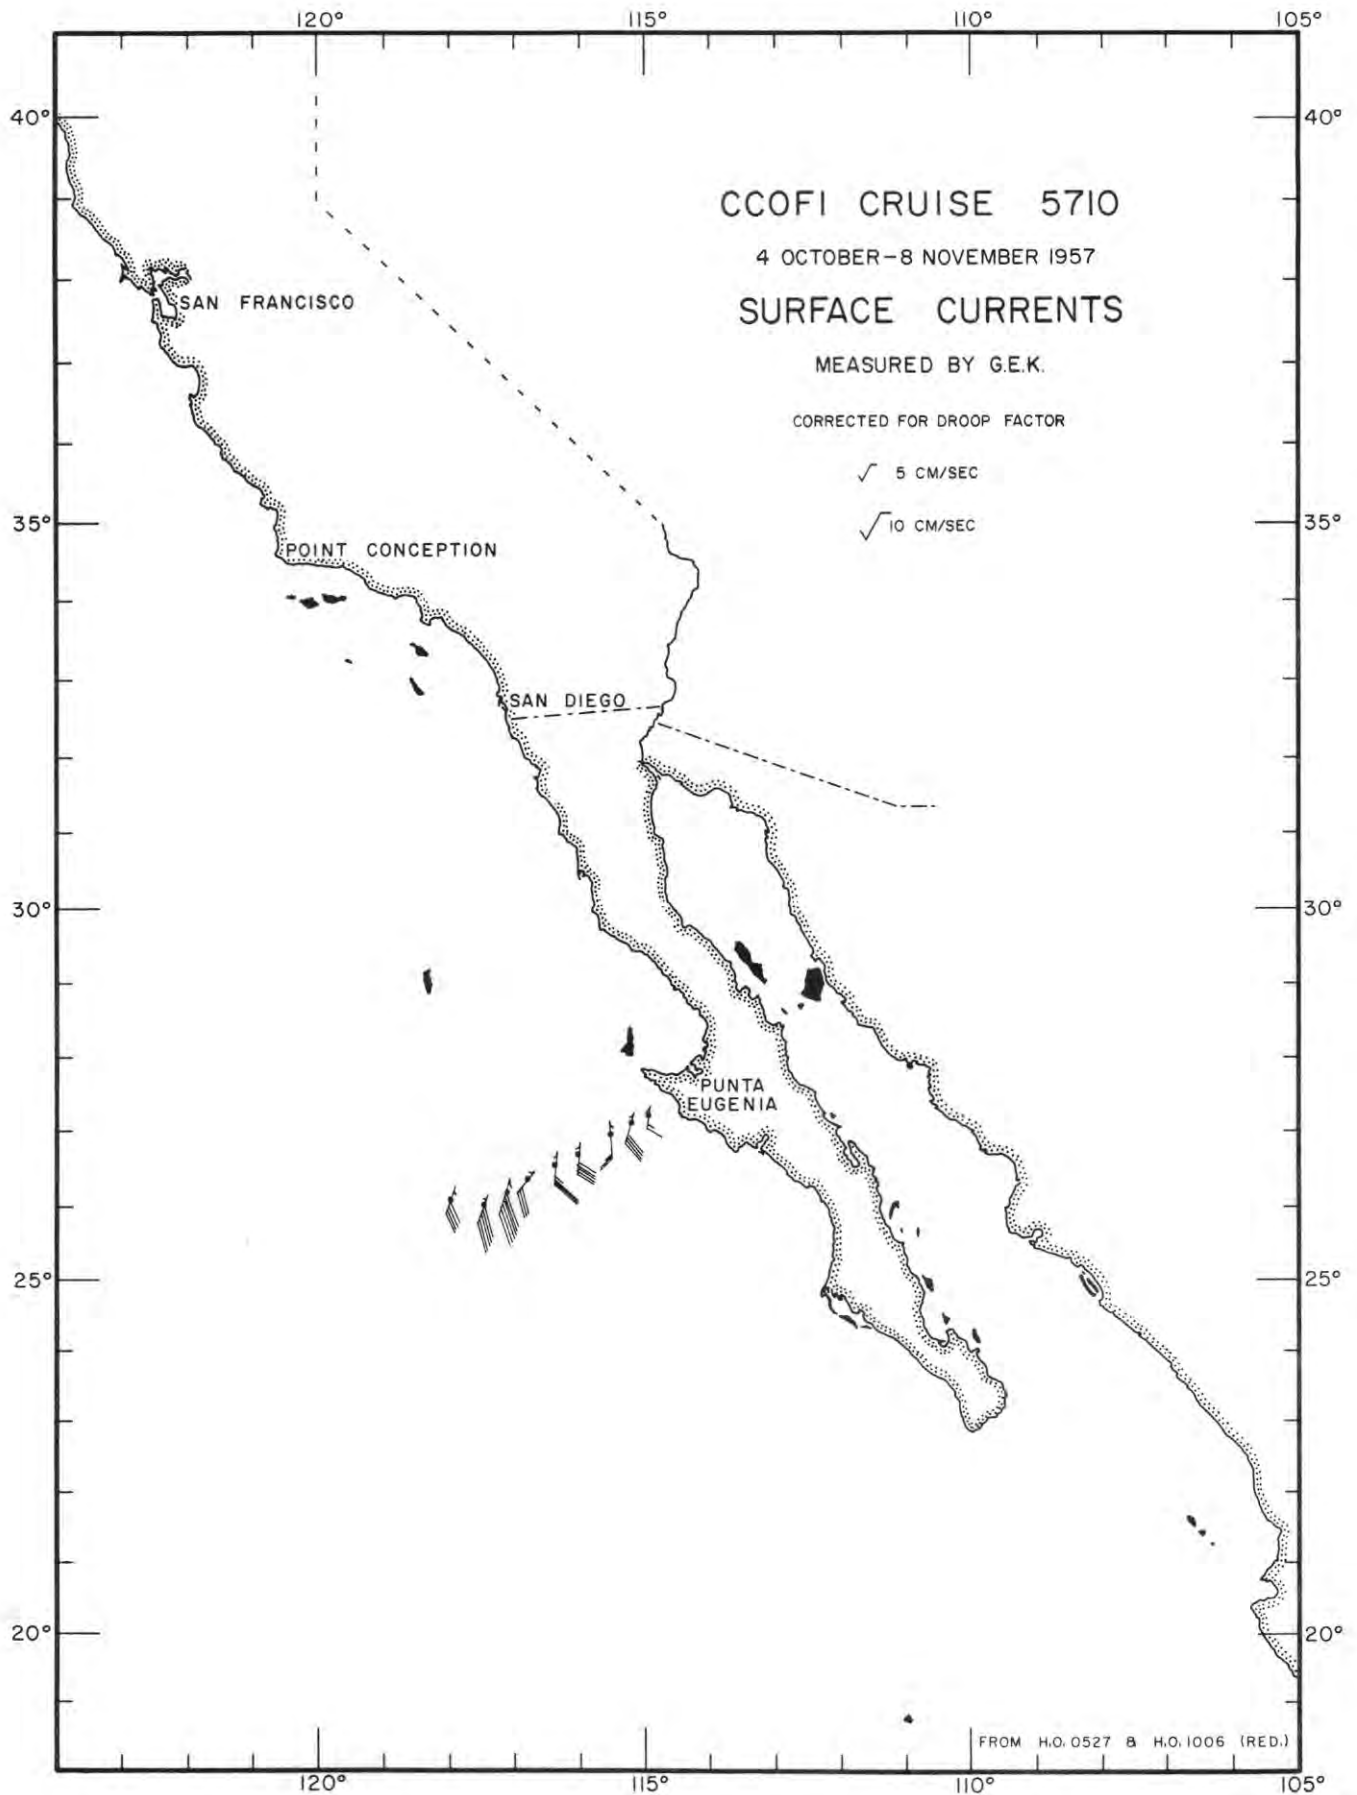 120° 115° 110° 105°
40° 40°
CCOFI CRUISE 5710
4 OCTOBER–8 NOVEMBER 1957
SAN FRANCISCO
SURFACE CURRENTS
MEASURED BY G.E.K.
CORRECTED FOR DROOP FACTOR
5 CM/SEC
35° 10 CM/SEC 35°
POINT CONCEPTION
SAN DIEGO
30° 30°
PUNTA
EUGENIA
25° 25°
20° 20°
FROM H.O. 0527 & H.O. 1006 (RED.)
120° 115° 110° 105°